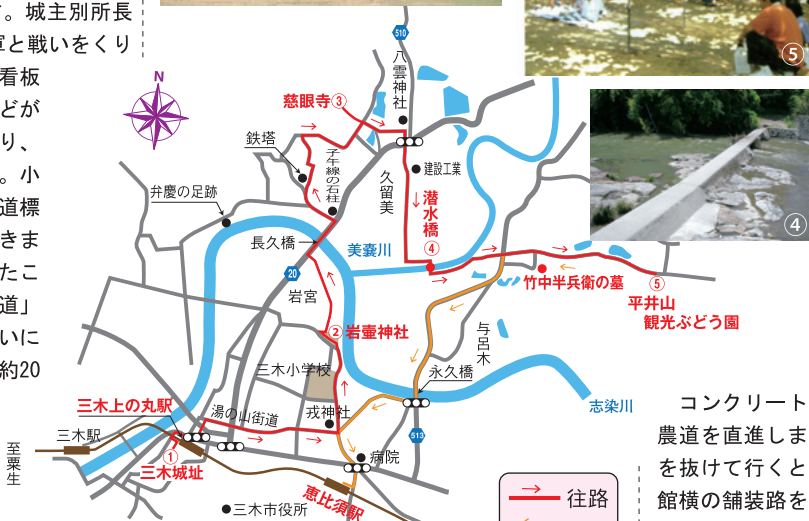 す。城主別所長
軍と戦いをくり
看板
どが
り、
。小
道標
きま
たこ
道」
いに
約20
⑤
④
N
510
八雲神社
慈眼寺③
鉄塔
子午線の石柱
建設工業
久留美
潜水橋
④
弁慶の足跡
長久橋
美嚢川
20
岩宮
竹中半兵衛の墓
⑤
平井山
観光ぶどう園
②岩壷神社
与呂木
三木小学校
永久橋
三木上の丸駅
湯の山街道
戎神社
志染川
三木駅
至粟生
①
三木城址
513
病院
恵比須駅
三木市役所
往路
コンクリート
農道を直進しま
を抜けて行くと
館横の舗装路を